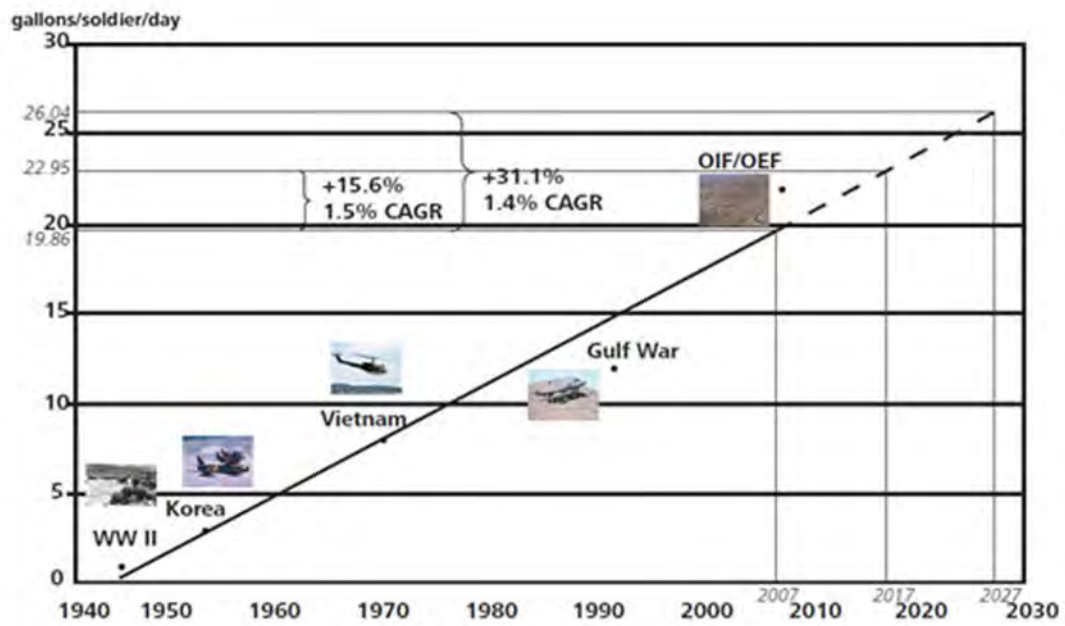 gallons/soldier/day
30
26.04
25
22.95
OIF/OEF
+15.6%
1.5% CAGR
+31.1%
1.4% CAGR
20
19.86
15
Gulf War
10
Vietnam
5
Korea
WW II
0
1940 1950 1960 1970 1980 1990 2000 2007 2010 2017 2020 2027 2030